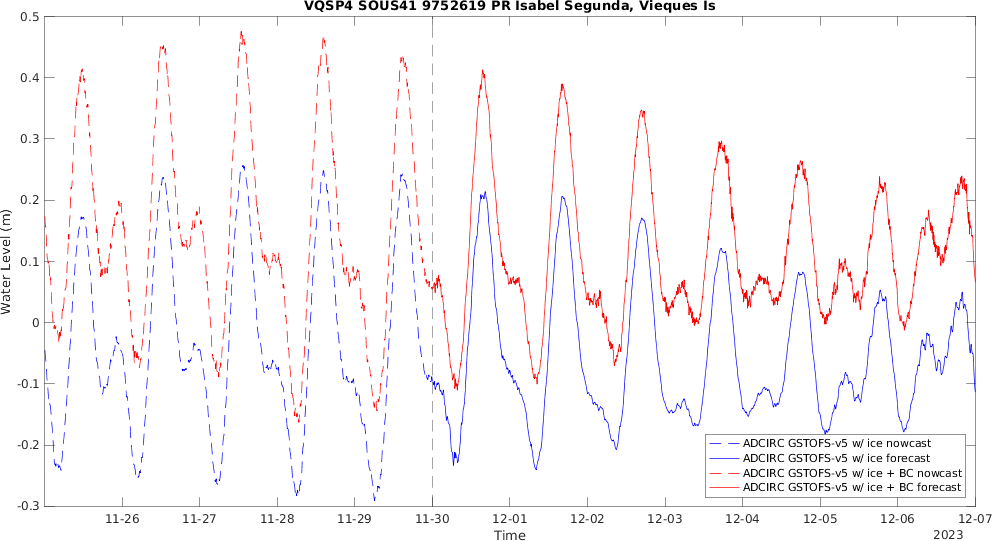 VQSP4 SOUS41 9752619 PR Isabel Segunda, Vieques Is
0.5
0.4
0.3
0.2
0.1
0
-0.1
-0.2
-0.3
Water Level (m)
ADCIRC GSTOFS-v5 w/ ice nowcast
ADCIRC GSTOFS-v5 w/ ice forecast
ADCIRC GSTOFS-v5 w/ ice + BC nowcast
ADCIRC GSTOFS-v5 w/ ice + BC forecast
11-26 11-27 11-28 11-29 11-30 12-01 12-02 12-03 12-04 12-05 12-06 12-07
Time
2023